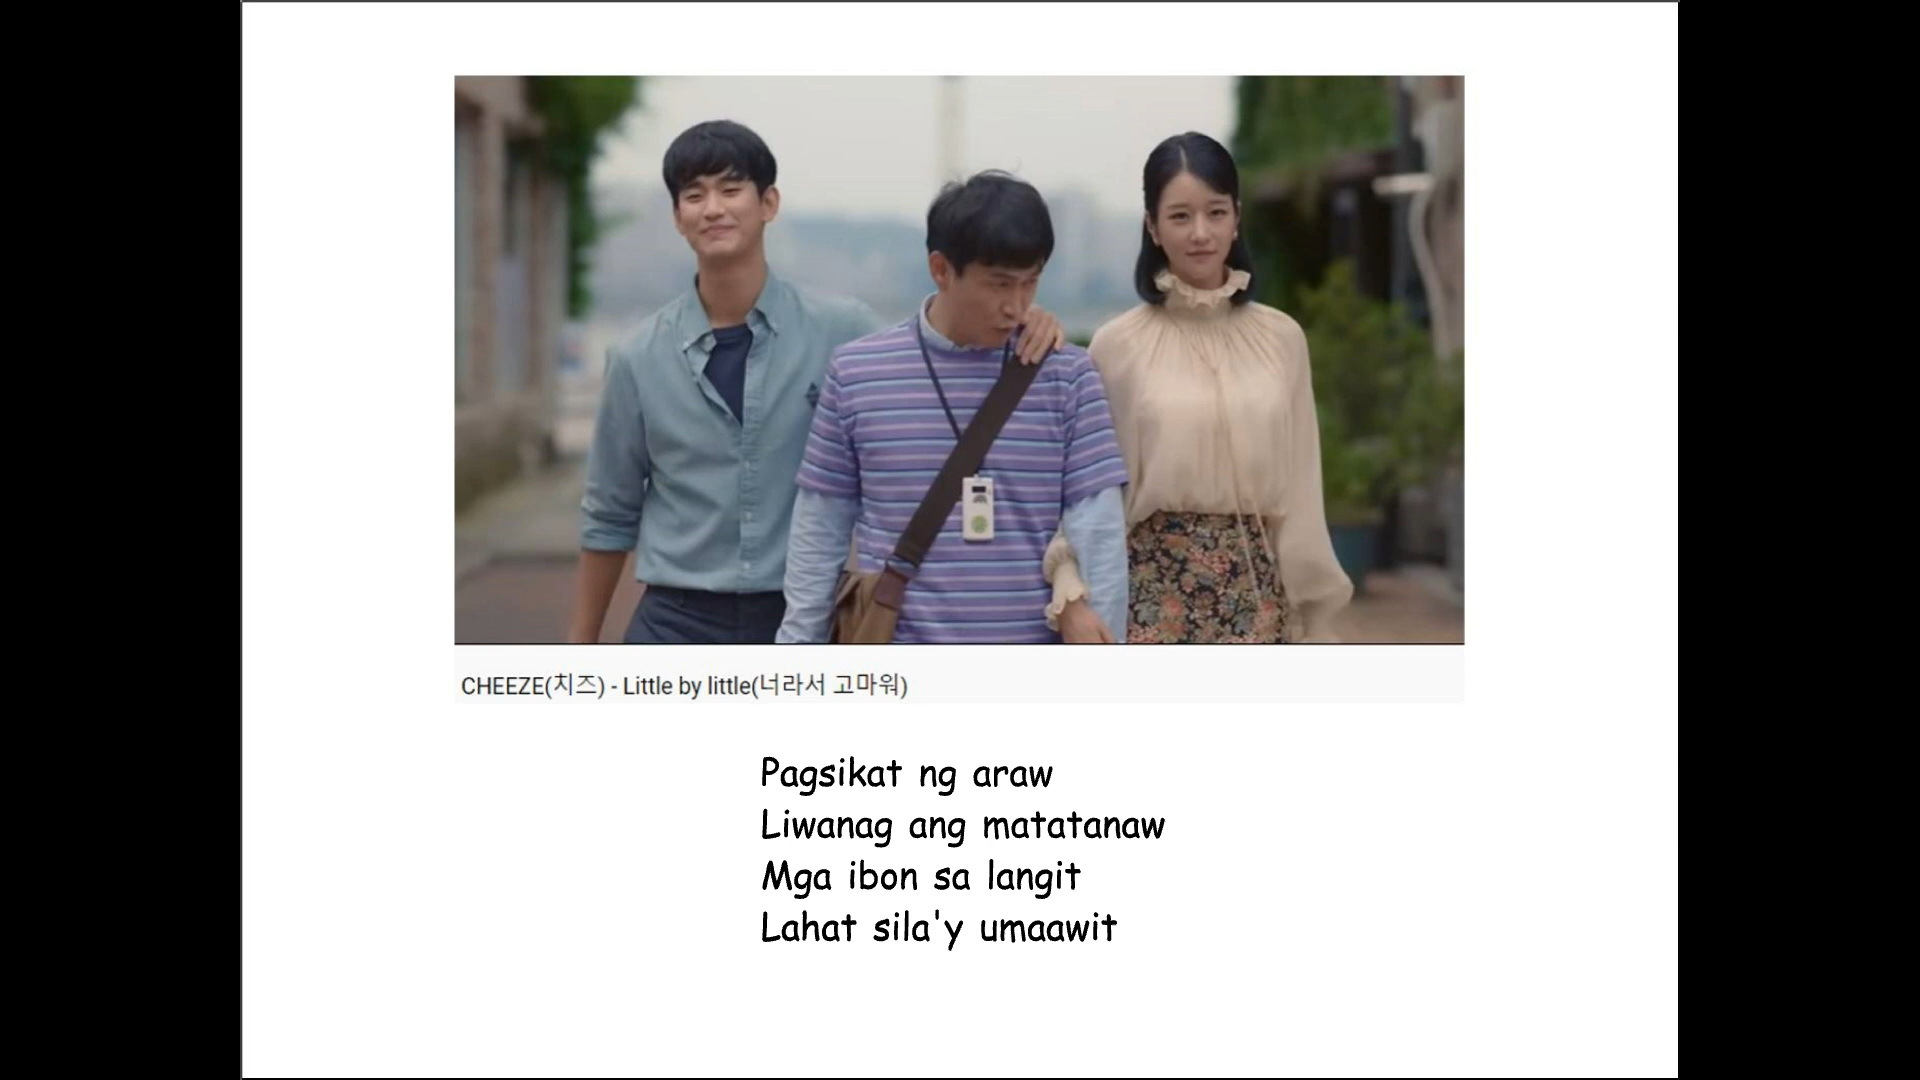 CHEEZE(치즈) - Little by little(너라서 고마워)
Pagsikat ng araw
Liwanag ang matatanaw
Mga ibon sa langit
Lahat sila'y umaawit